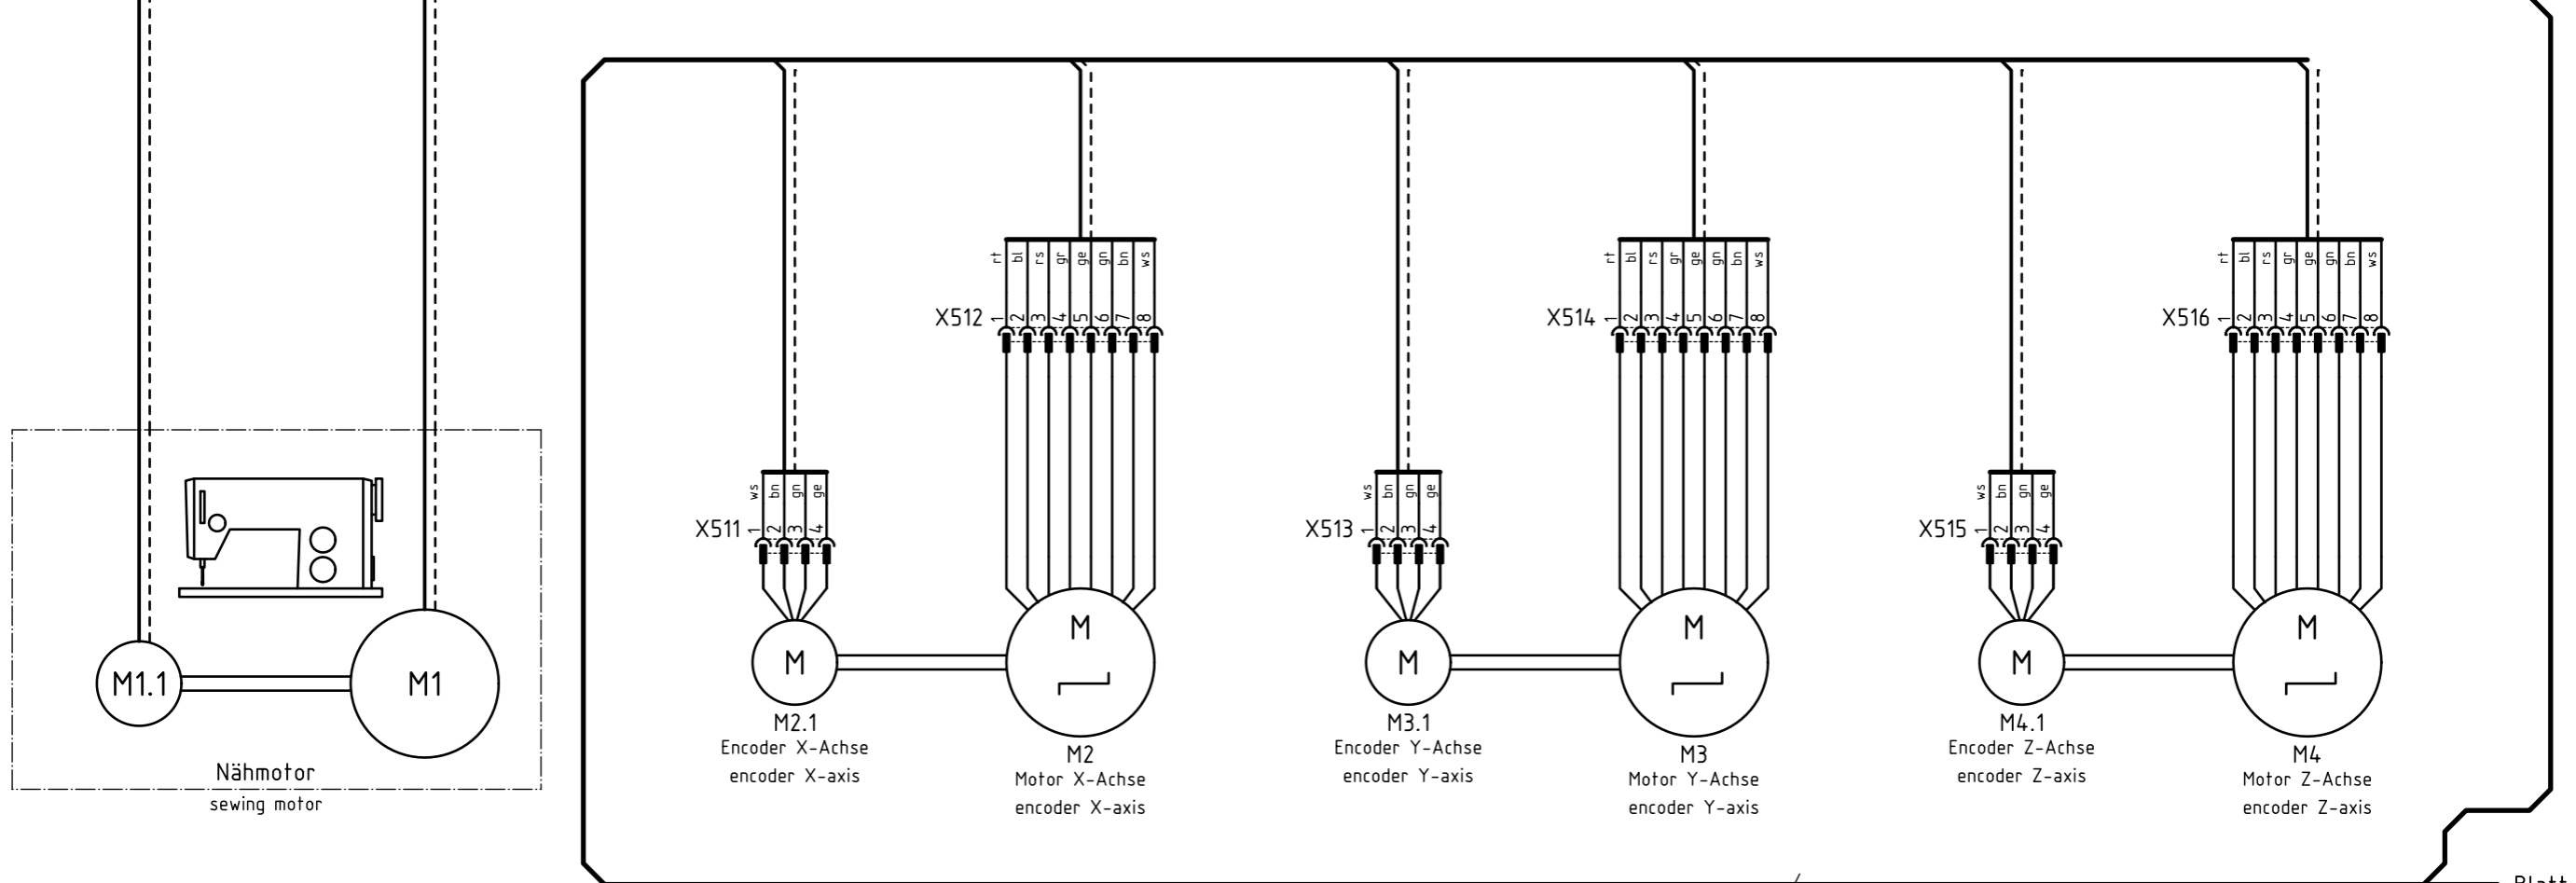 rt bl rs gr ge gn bn ws
X512 1 2 3 4 5 6 7 8
rt bl rs gr ge gn bn ws
X514 1 2 3 4 5 6 7 8
rt bl rs gr ge gn bn ws
X516 1 2 3 4 5 6 7 8
ws bn gn ge
X511 1 2 3 4
ws bn gn ge
X513 1 2 3 4
ws bn gn ge
X515 1 2 3 4
M1.1
M1
Nähmotor
sewing motor
M
M2.1
Encoder X-Achse
encoder X-axis
M
M2
Motor X-Achse
encoder X-axis
M
M3.1
Encoder Y-Achse
encoder Y-axis
M
M3
Motor Y-Achse
encoder Y-axis
M
M4.1
Encoder Z-Achse
encoder Z-axis
M
M4
Motor Z-Achse
encoder Z-axis